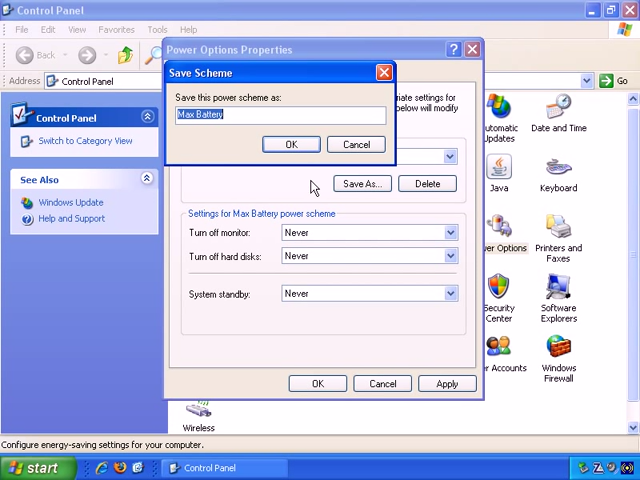 Control Panel
File Edit View Favorites Tools Help
Back
Address Control Panel Go
Control Panel
Switch to Category View
See Also
Windows Update
Help and Support
Power Options Properties
Save Scheme
Save this power scheme as:
Max Battery
OK Cancel
riate settings for
below will modify
Save As... Delete
Settings for Max Battery power scheme
Turn off monitor: Never
Turn off hard disks: Never
System standby: Never
OK Cancel Apply
utomatic Updates
Date and Time
Java
Keyboard
wer Options
Printers and Faxes
Security Center
Software Explorers
er Accounts
Windows Firewall
Wireless
Configure energy-saving settings for your computer.
start Control Panel